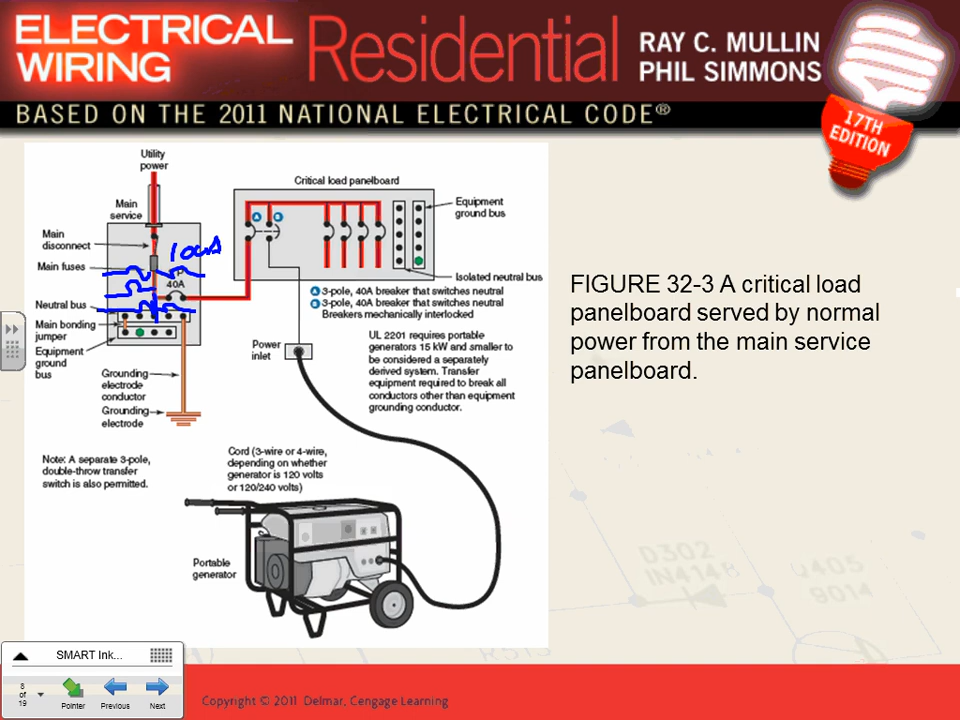 ELECTRICAL
WIRING
Residential
RAY C. MULLIN
PHIL SIMMONS
BASED ON THE 2011 NATIONAL ELECTRICAL CODE®
17TH
EDITION
Utility
power
Main
service
Main
disconnect
Main fuses
100A
40A
Neutral bus
Main bonding
jumper
Equipment
ground
bus
Grounding
electrode
conductor
Grounding
electrode
Critical load panelboard
A
B
Equipment
ground bus
Isolated neutral bus
A 3-pole, 40A breaker that switches neutral
B 3-pole, 40A breaker that switches neutral
Breakers mechanically interlocked
Power
inlet
UL 2201 requires portable
generators 15 kW and smaller to
be considered a separately
derived system. Transfer
equipment required to break all
conductors other than equipment
grounding conductor.
Note: A separate 3-pole,
double-throw transfer
switch is also permitted.
Cord (3-wire or 4-wire,
depending on whether
generator is 120 volts
or 120/240 volts)
Portable
generator
FIGURE 32-3 A critical load
panelboard served by normal
power from the main service
panelboard.
D302
IN414B
9014
SMART Ink...
8
of
19
Pointer
Previous
Next
Copyright © 2011 Delmar, Cengage Learning